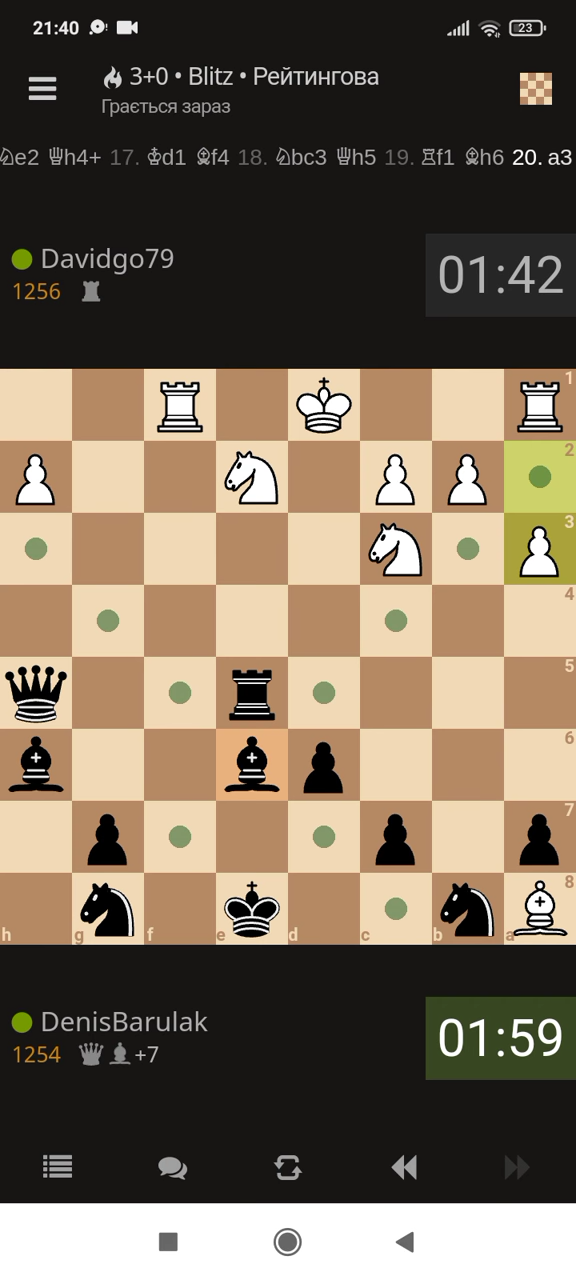 21:40 23
3+0 • Blitz • Рейтингова
Грається зараз
♘e2 ♕h4+ 17. ♔d1 ♗f4 18. ♘bc3 ♕h5 19. ♖f1 ♗h6 20. a3
Davidgo79
1256
01:42
1
2
3
4
5
6
7
8
h g f e d c b a
DenisBarulak
1254 +7
01:59